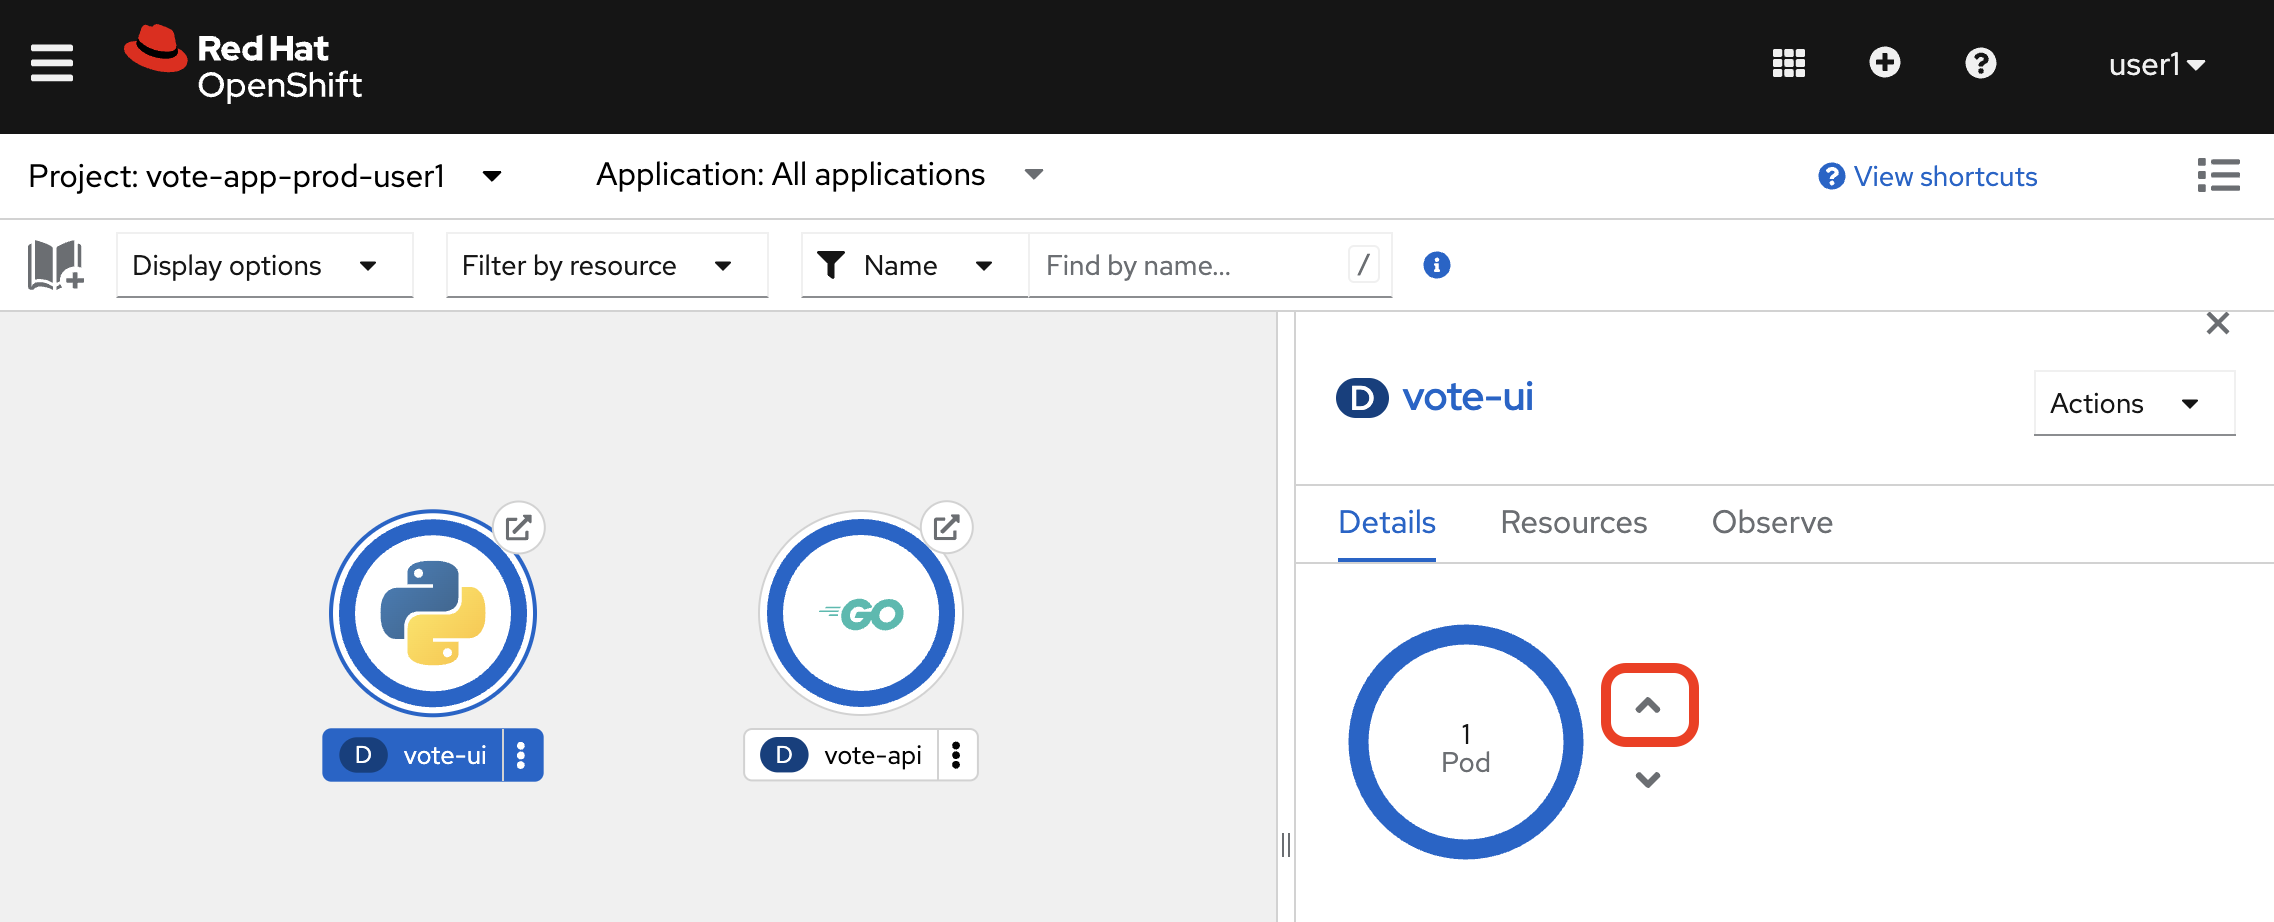 Red Hat
OpenShift
user1
Project: vote-app-prod-user1
Application: All applications
View shortcuts
Display options
Filter by resource
Name
Find by name...
/
D vote-ui
Actions
Details
Resources
Observe
GO
1
Pod
D vote-ui
D vote-api